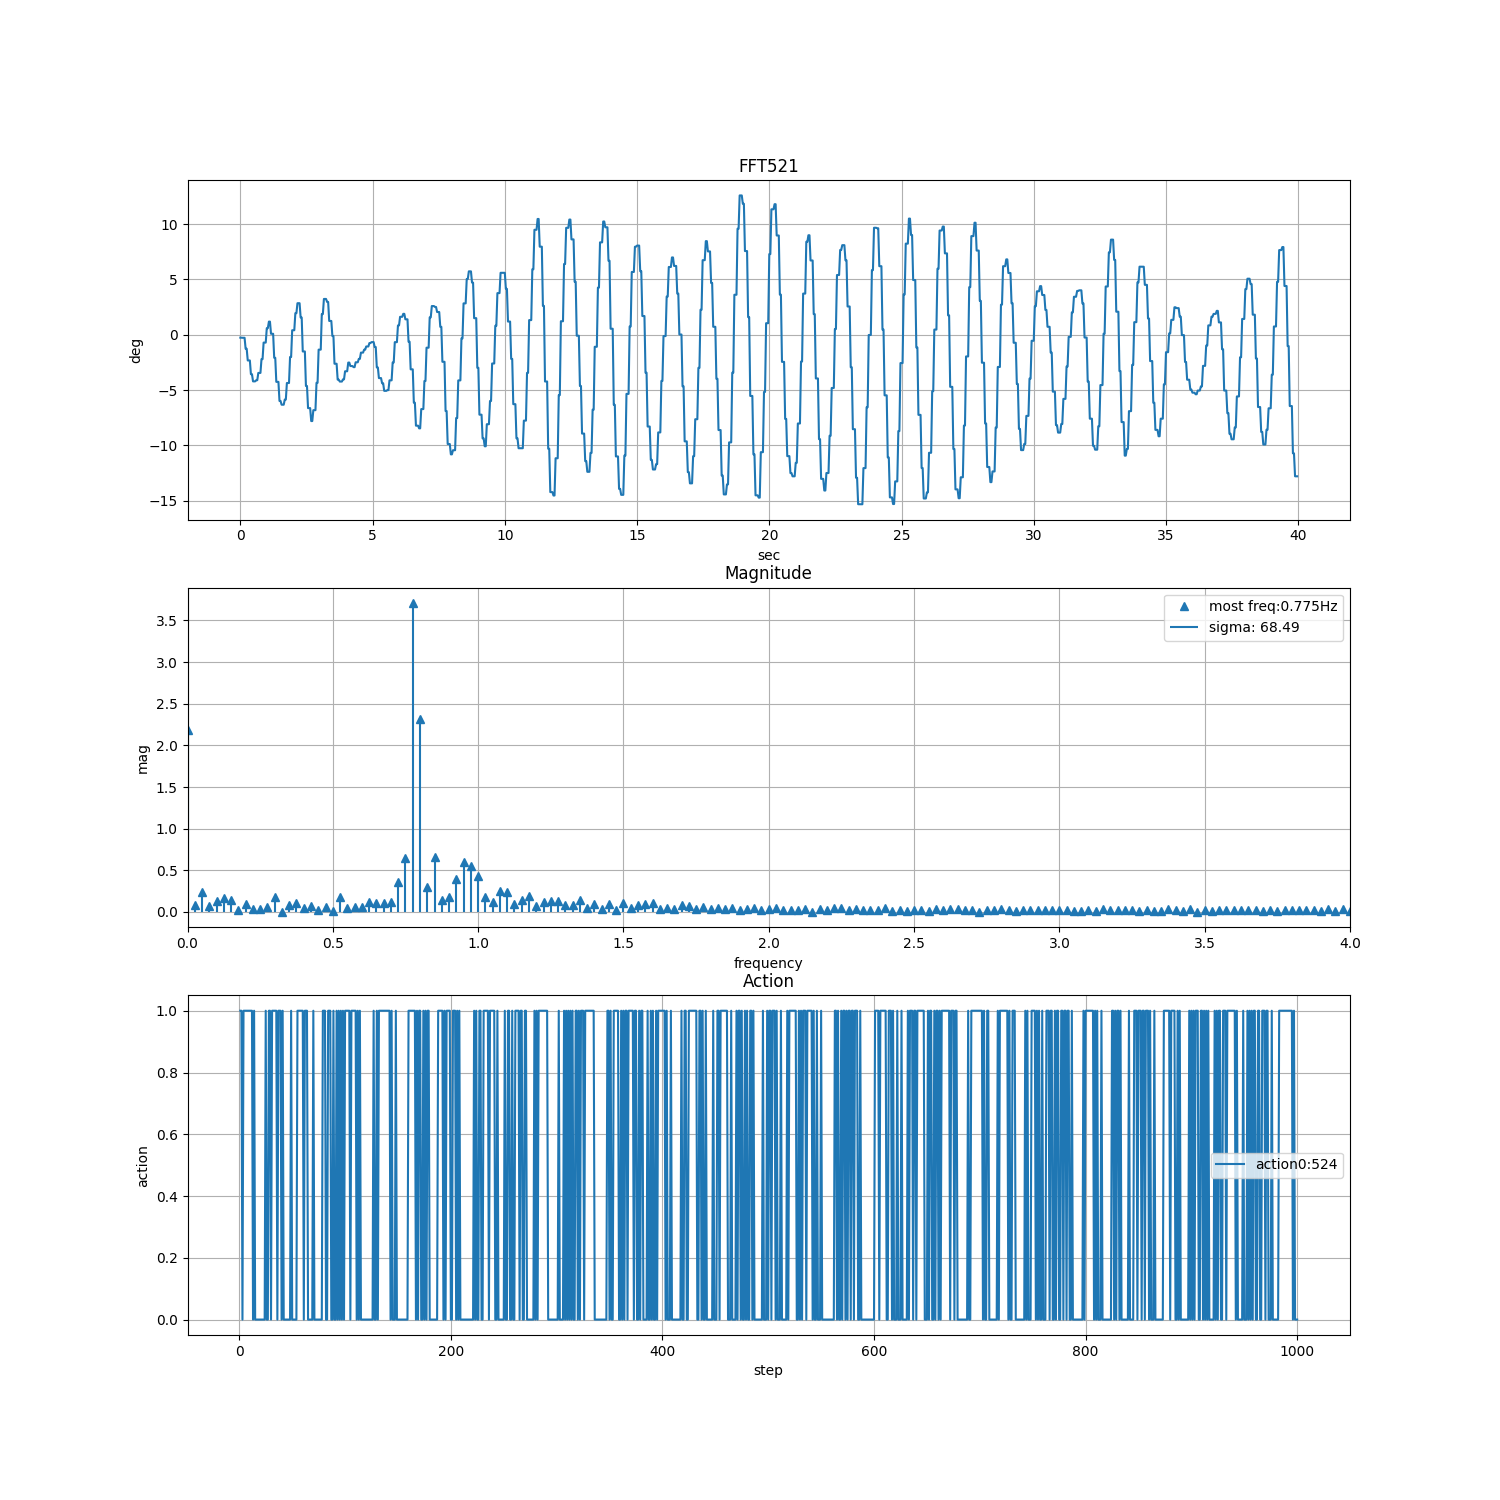 FFT521
deg
10
5
0
−5
−10
−15
0 5 10 15 20 25 30 35 40
sec
Magnitude
mag
3.5
3.0
2.5
2.0
1.5
1.0
0.5
0.0
most freq:0.775Hz
sigma: 68.49
0.0 0.5 1.0 1.5 2.0 2.5 3.0 3.5 4.0
frequency
Action
action
1.0
0.8
0.6
0.4
0.2
0.0
action0:524
0 200 400 600 800 1000
step